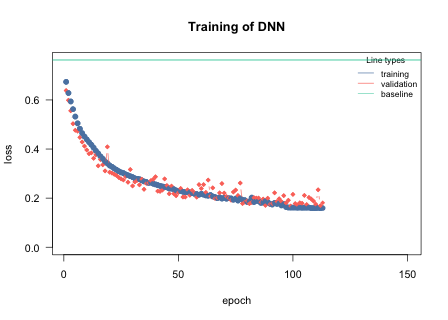 Training of DNN
Line types
training
validation
baseline
loss
0.6
0.4
0.2
0.0
0
50
100
150
epoch